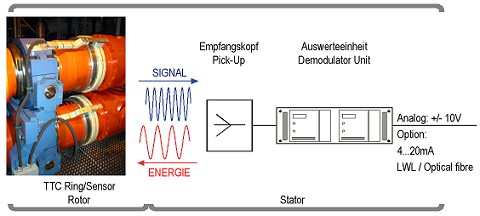 Empfangskopf
Pick-Up
Auswerteeinheit
Demodulator Unit
SIGNAL
ENERGIE
Analog: +/- 10V
Option:
4...20mA
LWL / Optical fibre
TTC Ring/Sensor
Rotor
Stator